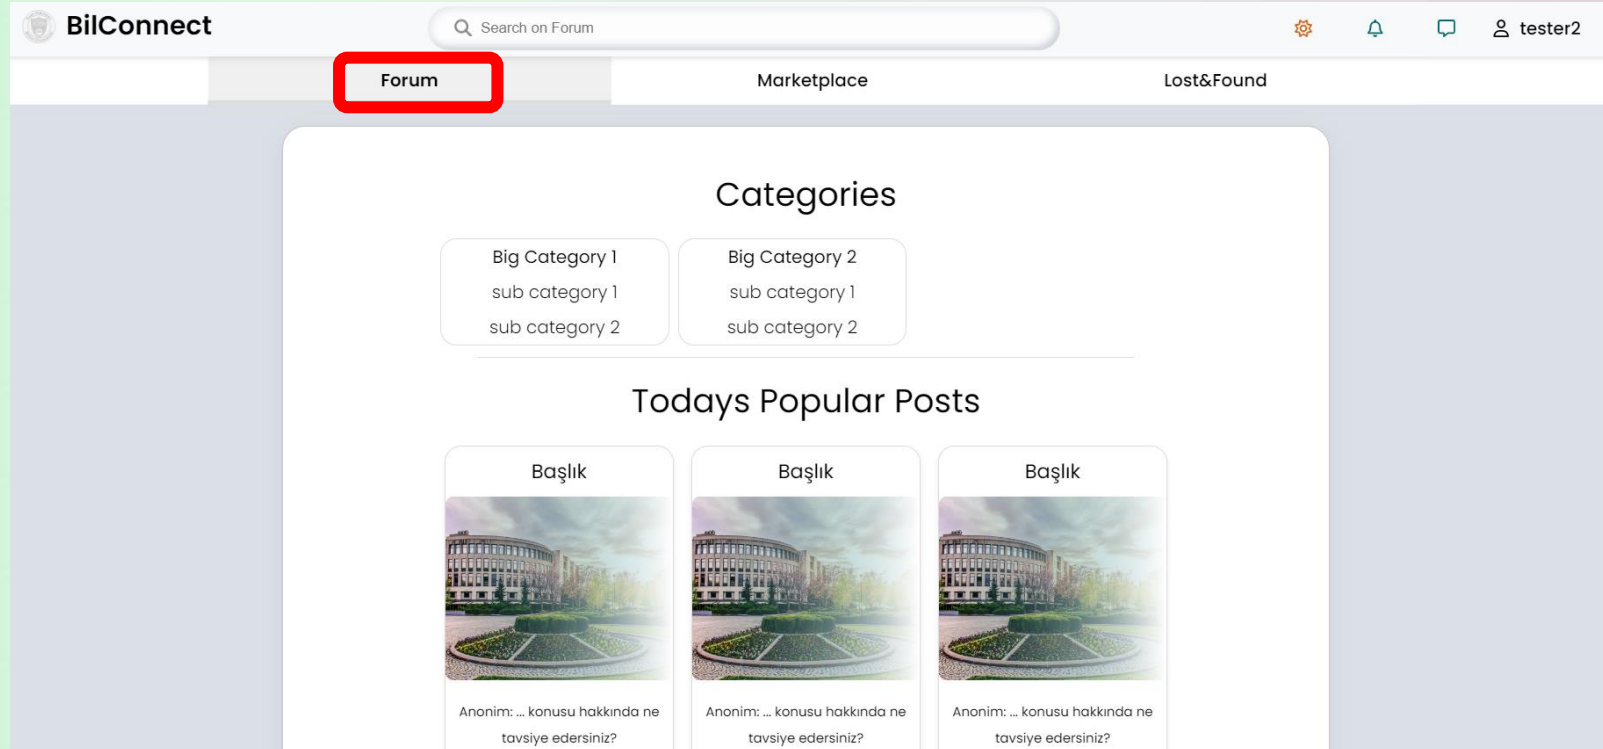 BilConnect
Search on Forum
tester2
Forum
Marketplace
Lost&Found
Categories
Big Category 1
sub category 1
sub category 2
Big Category 2
sub category 1
sub category 2
Todays Popular Posts
Başlık
Anonim: ... konusu hakkında ne
tavsiye edersiniz?
Başlık
Anonim: ... konusu hakkında ne
tavsiye edersiniz?
Başlık
Anonim: ... konusu hakkında ne
tavsiye edersiniz?